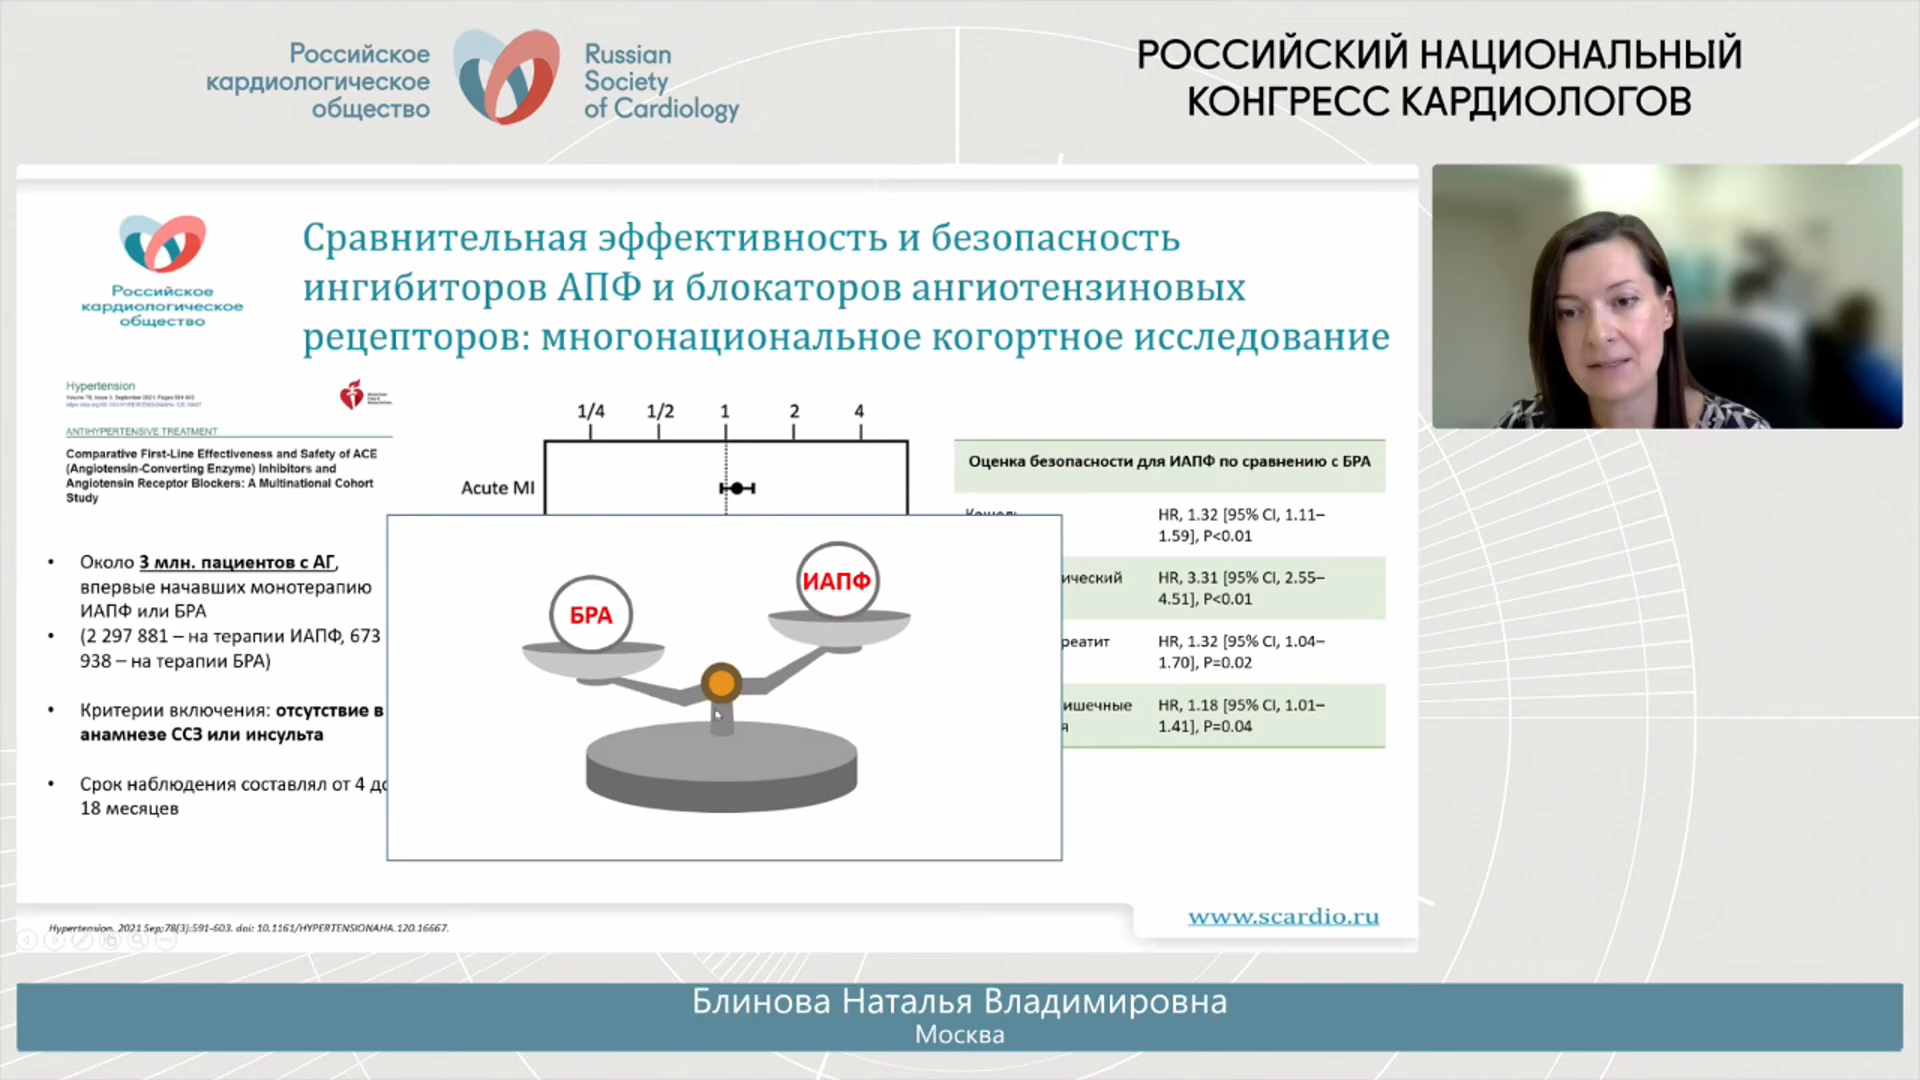 Российское
кардиологическое
общество
Russian
Society
of Cardiology
РОССИЙСКИЙ НАЦИОНАЛЬНЫЙ
КОНГРЕСС КАРДИОЛОГОВ
Российское
кардиологическое
общество
Сравнительная эффективность и безопасность
ингибиторов АПФ и блокаторов ангиотензиновых
рецепторов: многонациональное когортное исследование
Hypertension
ANTIHYPERTENSIVE TREATMENT
Comparative First-Line Effectiveness and Safety of ACE
(Angiotensin-Converting Enzyme) Inhibitors and
Angiotensin Receptor Blockers: A Multinational Cohort
Study
• Около 3 млн. пациентов с АГ,
впервые начавших монотерапию
ИАПФ или БРА
• (2 297 881 – на терапии ИАПФ, 673
938 – на терапии БРА)
• Критерии включения: отсутствие в
анамнезе ССЗ или инсульта
• Срок наблюдения составлял от 4 до
18 месяцев
1/4 1/2 1 2 4
Acute MI
БРА
ИАПФ
Оценка безопасности для ИАПФ по сравнению с БРА
Кашель
HR, 1.32 [95% CI, 1.11–
1.59], P<0.01
ический
HR, 3.31 [95% CI, 2.55–
4.51], P<0.01
реатит
HR, 1.32 [95% CI, 1.04–
1.70], P=0.02
ишечные
я
HR, 1.18 [95% CI, 1.01–
1.41], P=0.04
Hypertension. 2021 Sep;78(3):591-603. doi: 10.1161/HYPERTENSIONAHA.120.16667.
www.scardio.ru
Блинова Наталья Владимировна
Москва